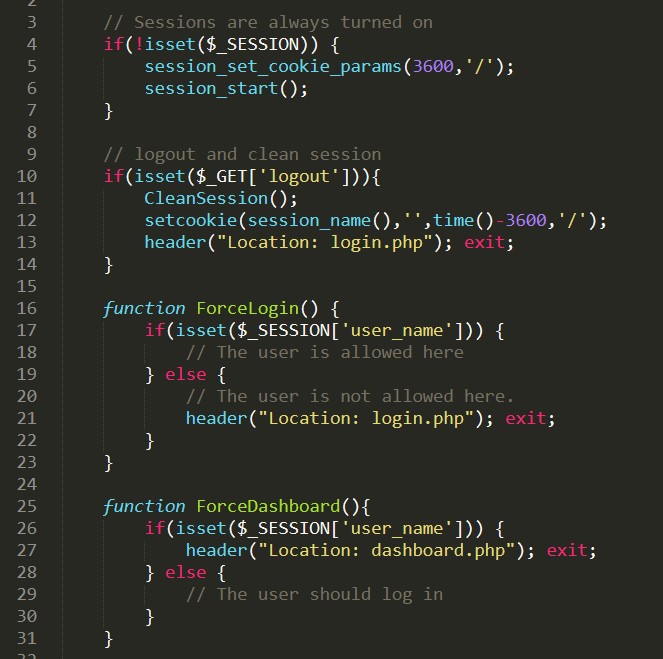 2
3 // Sessions are always turned on
4 if(!isset($_SESSION)) {
5 session_set_cookie_params(3600,'/');
6 session_start();
7 }
8
9 // logout and clean session
10 if(isset($_GET['logout'])){
11 CleanSession();
12 setcookie(session_name(),'',time()-3600,'/');
13 header("Location: login.php"); exit;
14 }
15
16 function ForceLogin() {
17 if(isset($_SESSION['user_name'])) {
18 // The user is allowed here
19 } else {
20 // The user is not allowed here.
21 header("Location: login.php"); exit;
22 }
23 }
24
25 function ForceDashboard(){
26 if(isset($_SESSION['user_name'])) {
27 header("Location: dashboard.php"); exit;
28 } else {
29 // The user should log in
30 }
31 }
32